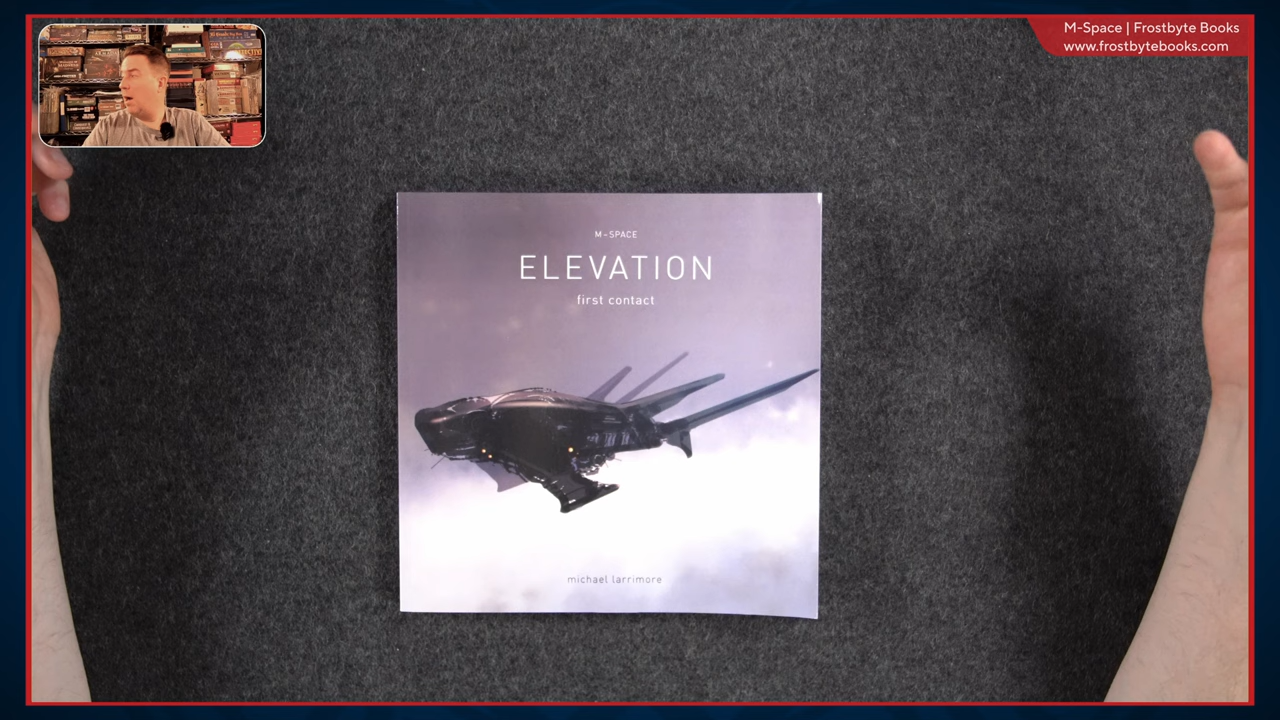 M-Space | Frostbyte Books
www.frostbytebooks.com
M-SPACE
ELEVATION
first contact
michael larrimore